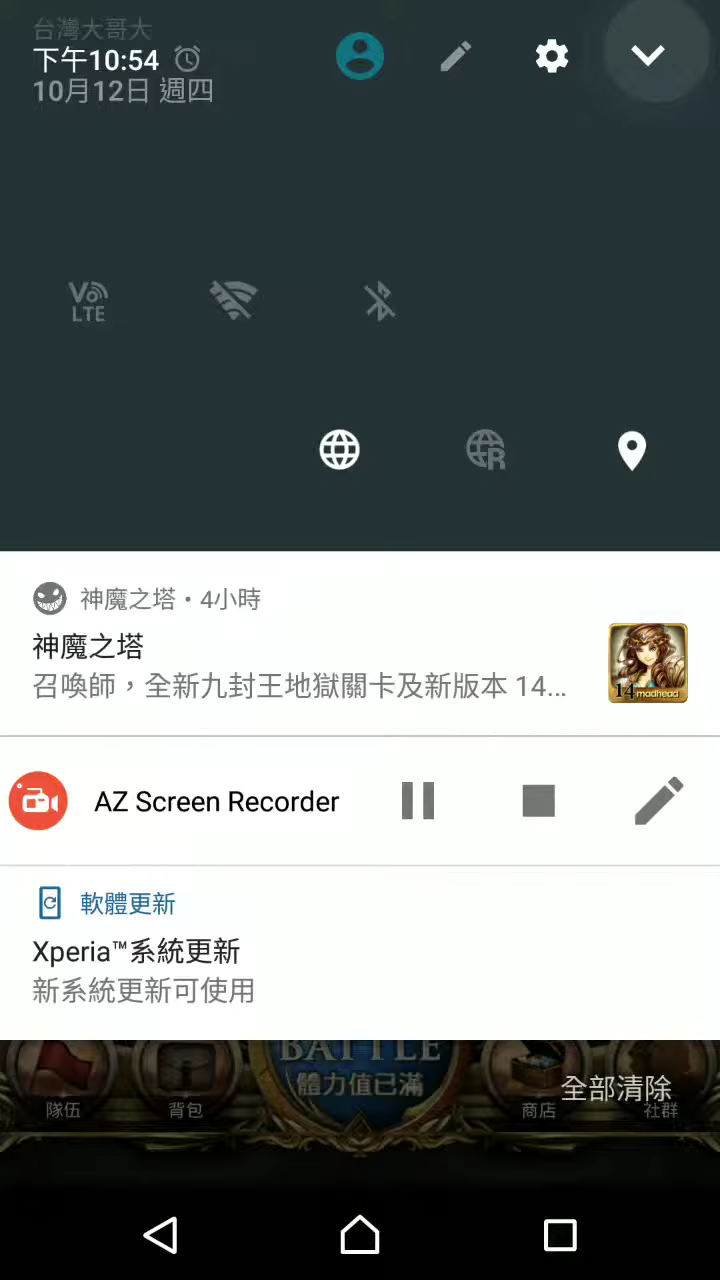 台灣大哥大
下午10:54
10月12日 週四
Vo
LTE
R
神魔之塔 • 4小時
神魔之塔
召喚師，全新九封王地獄關卡及新版本 14...
14 madhead
AZ Screen Recorder
軟體更新
Xperia™系統更新
新系統更新可使用
BATTLE
體力值已滿
全部清除
隊伍
背包
商店
社群